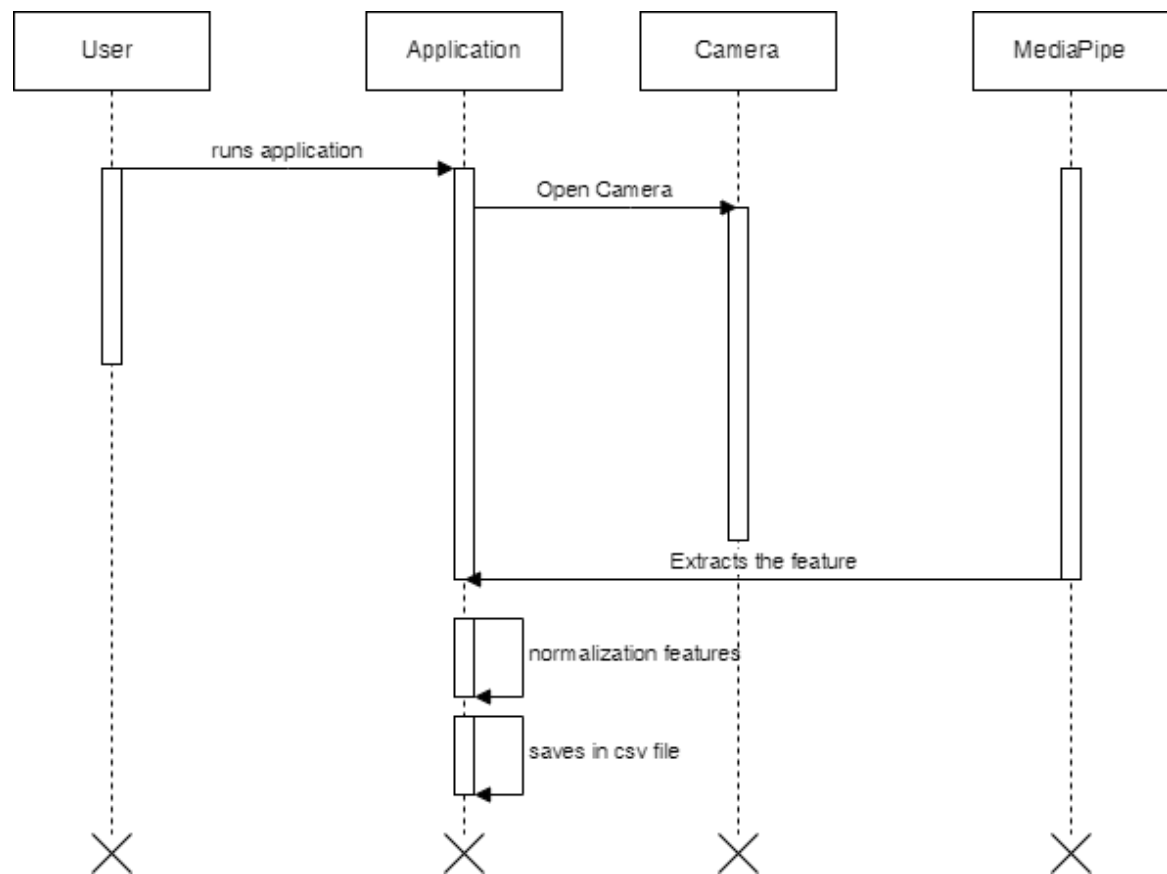 User
Application
Camera
MediaPipe
runs application
Open Camera
Extracts the feature
normalization features
saves in csv file